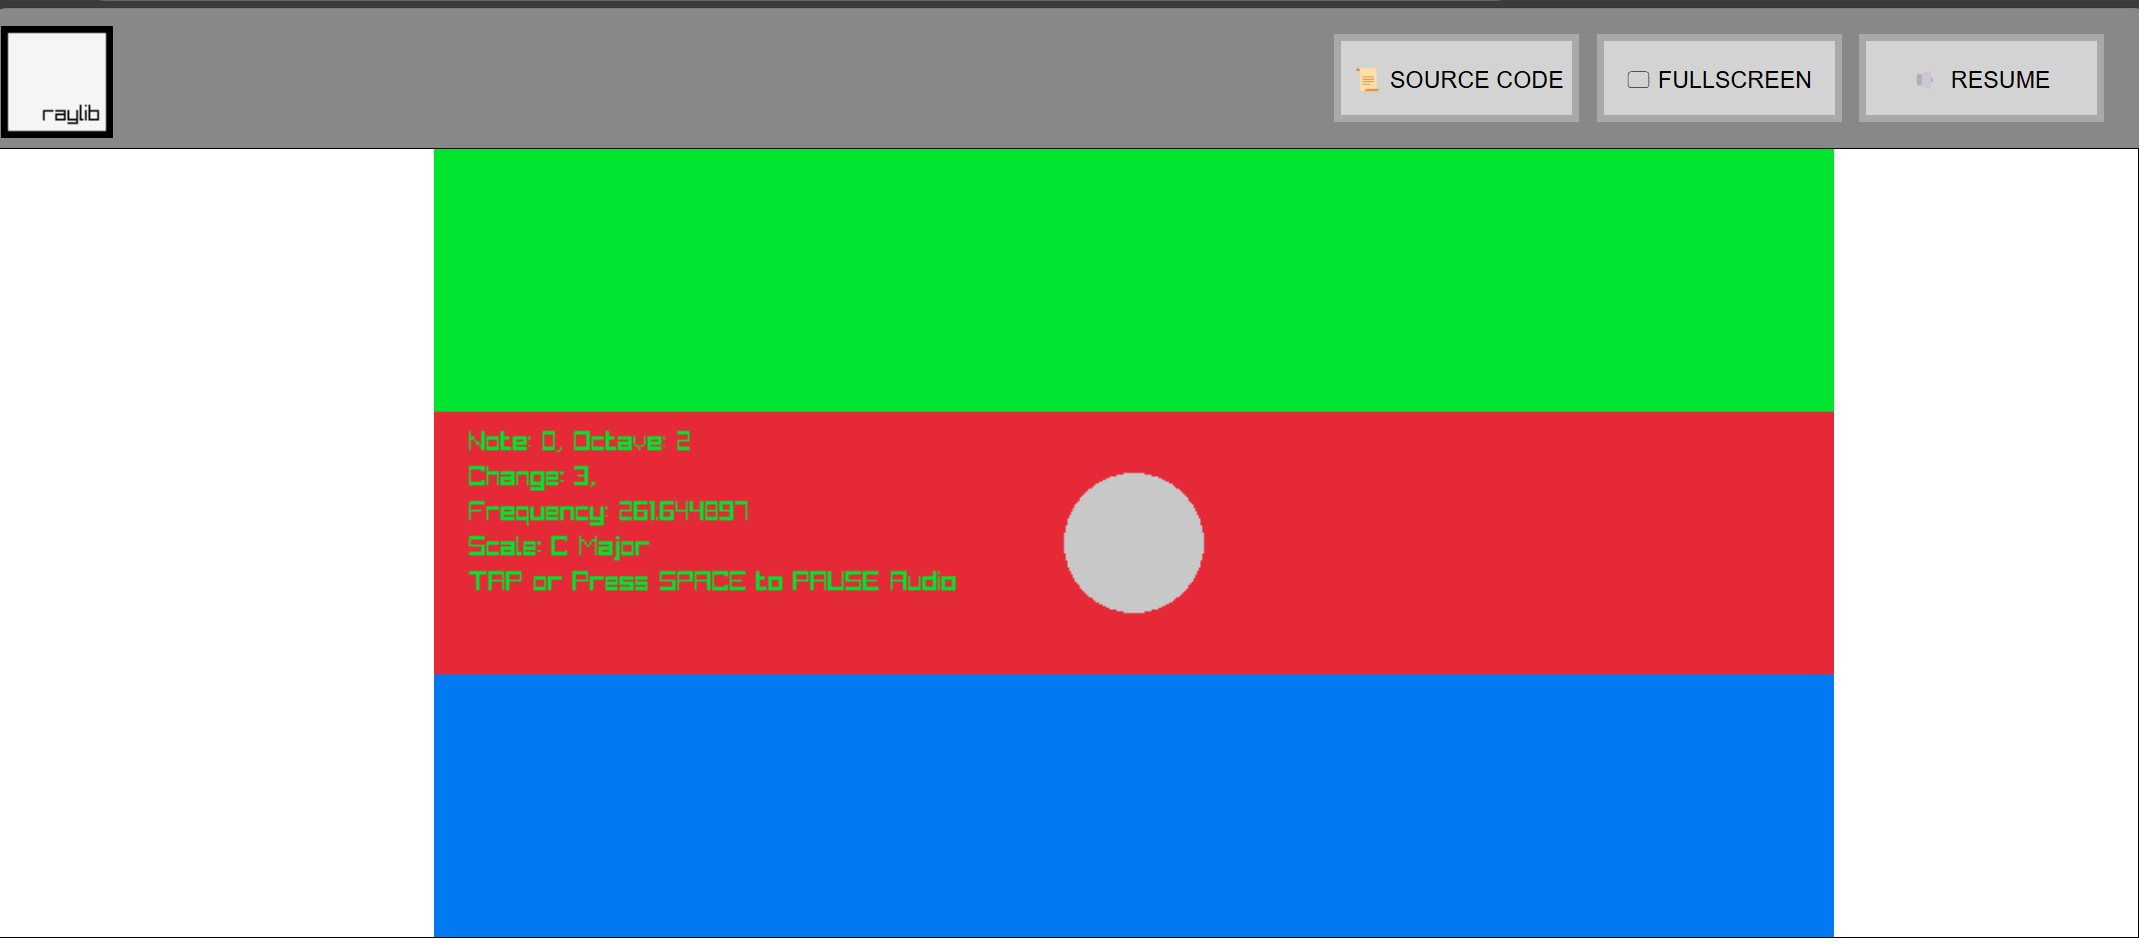 raylib
📜 SOURCE CODE
🖵 FULLSCREEN
🔈 RESUME
Note: 0, Octave: 2
Change: 3,
Frequency: 261.644897
Scale: C Major
TAP or Press SPACE to PAUSE Audio